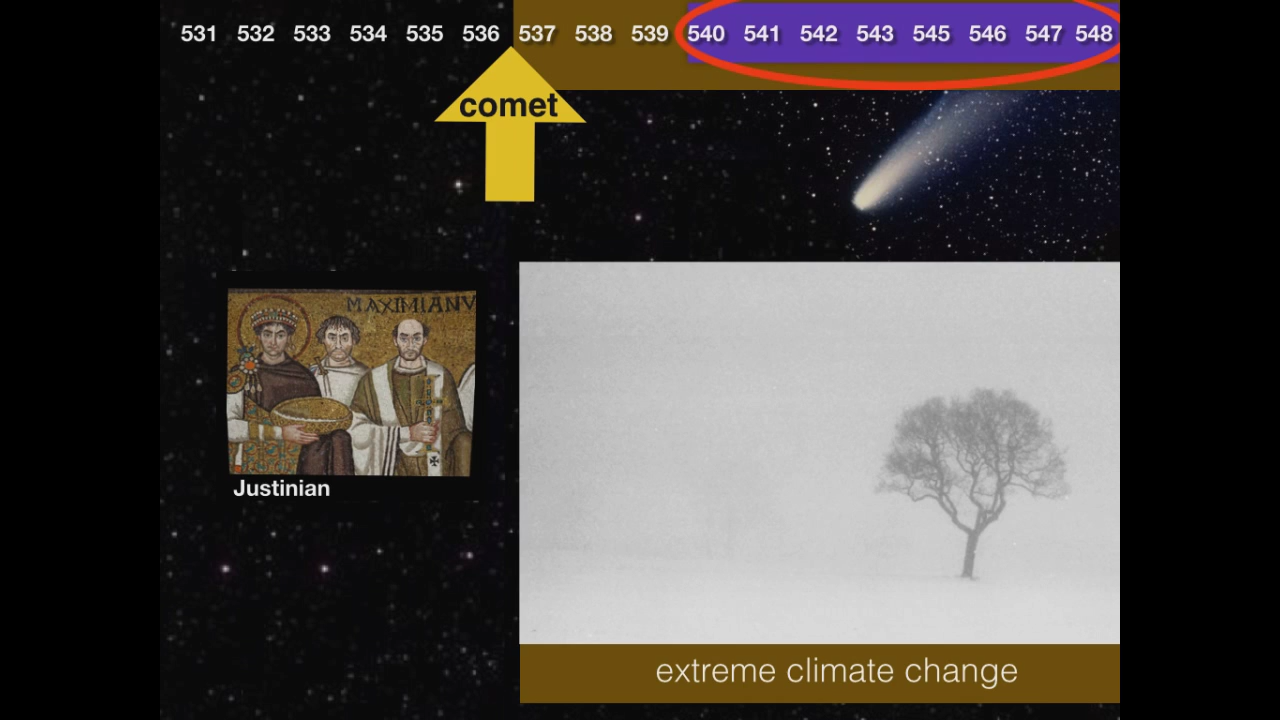 531 532 533 534 535 536 537 538 539 540 541 542 543 545 546 547 548
comet
MAXIMIANV
Justinian
extreme climate change